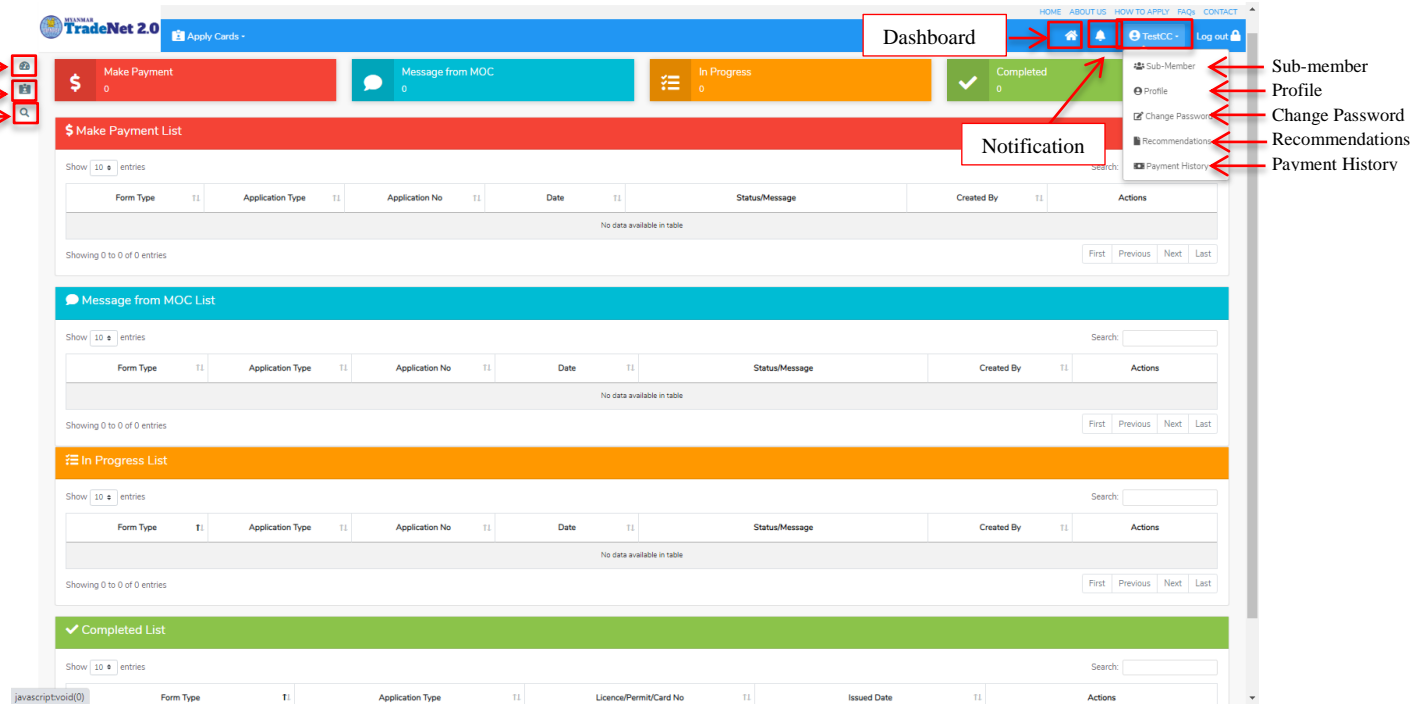 HOME ABOUT US HOW TO APPLY FAQs CONTACT
MYANMAR
TradeNet 2.0
Apply Cards
Dashboard
TestCC
Log out
Make Payment
0
Message from MOC
0
In Progress
0
Completed
0
Sub-Member
Profile
Change Password
Recommendations
Payment History
Sub-member
Profile
Change Password
Recommendations
Payment History
Notification
$ Make Payment List
Show 10 entries
Search:
Form Type Application Type Application No Date Status/Message Created By Actions
No data available in table
Showing 0 to 0 of 0 entries
First Previous Next Last
Message from MOC List
Show 10 entries Search:
Form Type Application Type Application No Date Status/Message Created By Actions
No data available in table
Showing 0 to 0 of 0 entries
First Previous Next Last
In Progress List
Show 10 entries Search:
Form Type Application Type Application No Date Status/Message Created By Actions
No data available in table
Showing 0 to 0 of 0 entries
First Previous Next Last
Completed List
Show 10 entries Search:
Form Type Application Type Licence/Permit/Card No Issued Date Actions
javascript:void(0)